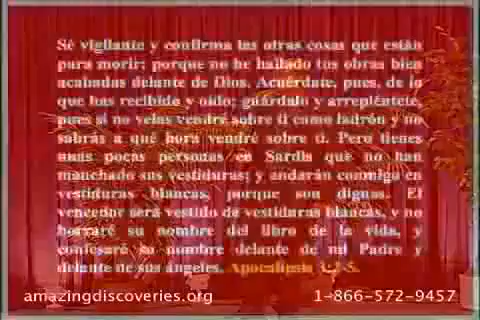 Sé vigilante y confirma las otras cosas que están
para morir; porque no he hallado tus obras bien
acabadas delante de Dios. Acuérdate, pues, de lo
que has recibido y oído; guárdalo y arrepiéntete,
pues si no velas vendré sobre ti como ladrón y no
sabrás a qué hora vendré sobre ti. Pero tienes
unas pocas personas en Sardis que no han
manchado sus vestiduras; y andarán conmigo en
vestiduras blancas, porque son dignas. El
vencedor será vestido de vestiduras blancas, y no
borraré su nombre del libro de la vida, y
confesaré su nombre delante de mi Padre y
delante de sus ángeles. Apocalipsis 3:2-5.
amazingdiscoveries.org 1-866-572-9457